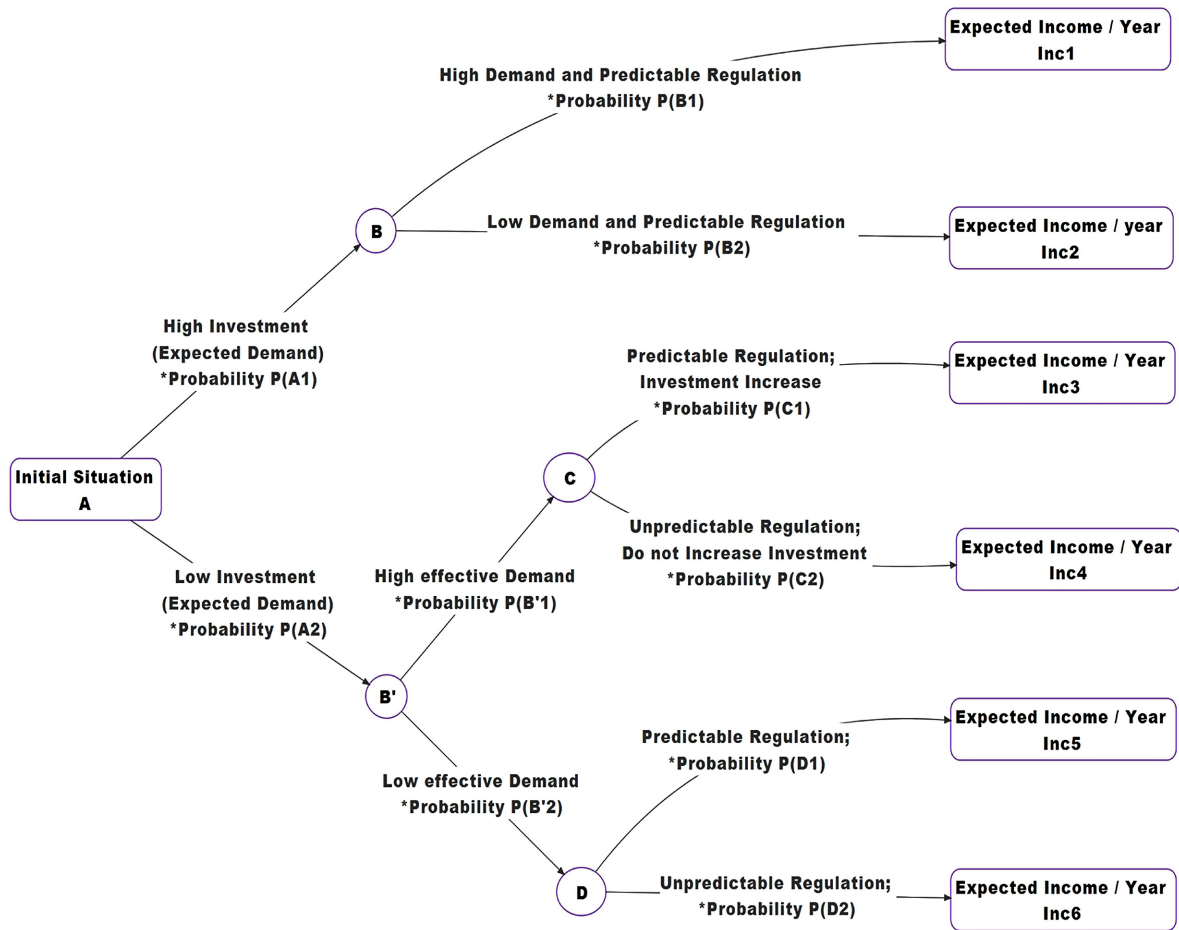 Expected Income / Year
Inc1
High Demand and Predictable Regulation
*Probability P(B1)
B
Low Demand and Predictable Regulation
*Probability P(B2)
Expected Income / year
Inc2
High Investment
(Expected Demand)
*Probability P(A1)
Predictable Regulation;
Investment Increase
*Probability P(C1)
Expected Income / Year
Inc3
Initial Situation
A
C
Unpredictable Regulation;
Do not Increase Investment
*Probability P(C2)
Expected Income / Year
Inc4
Low Investment
(Expected Demand)
*Probability P(A2)
High effective Demand
*Probability P(B'1)
B'
Predictable Regulation;
*Probability P(D1)
Expected Income / Year
Inc5
Low effective Demand
*Probability P(B'2)
D
Unpredictable Regulation;
*Probability P(D2)
Expected Income / Year
Inc6